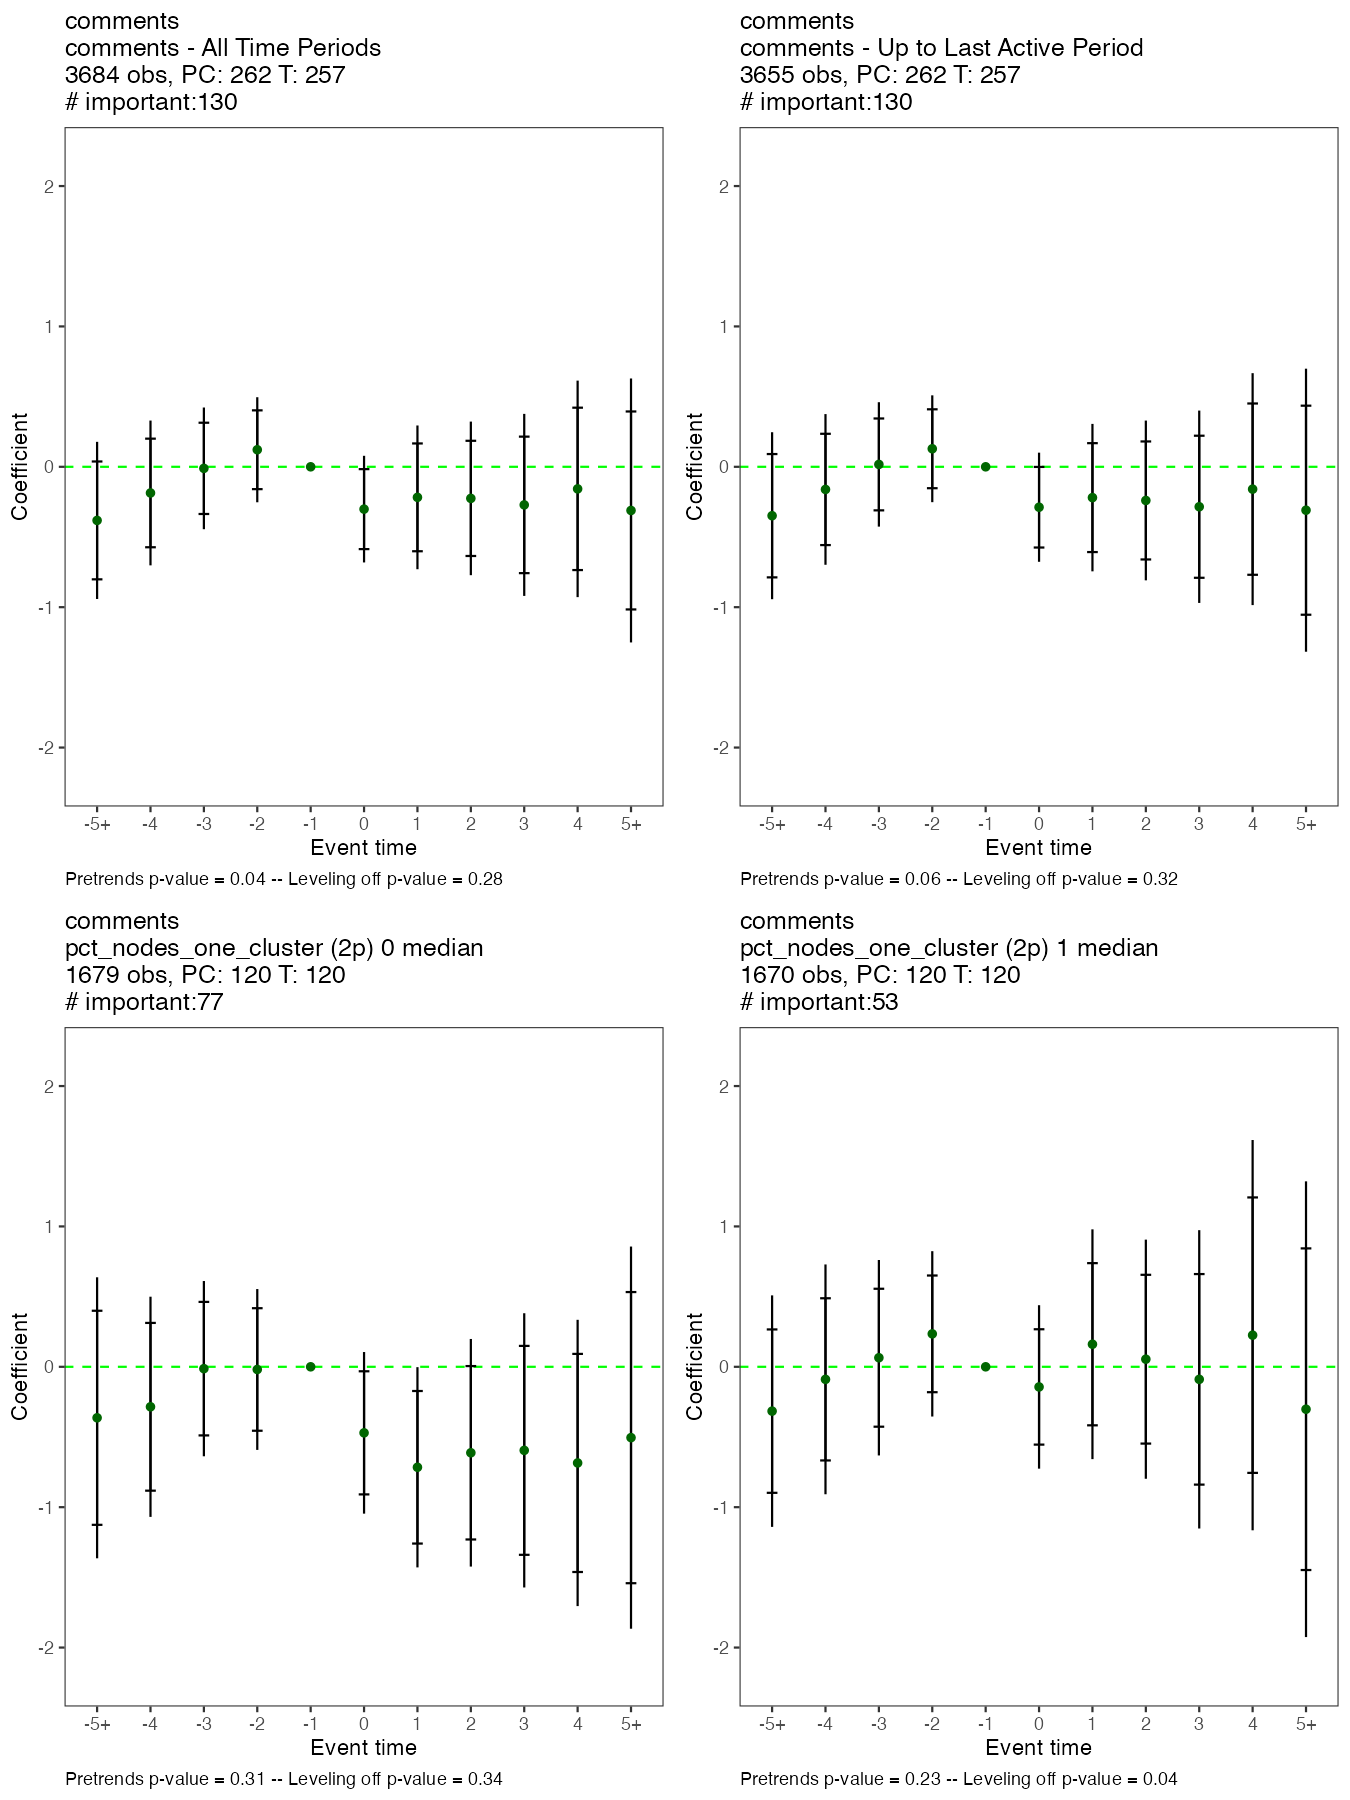 comments
comments - All Time Periods
3684 obs, PC: 262 T: 257
# important:130
2
1
0
-1
-2
Coefficient
-5+ -4 -3 -2 -1 0 1 2 3 4 5+
Event time
Pretrends p-value = 0.04 -- Leveling off p-value = 0.28
comments
comments - Up to Last Active Period
3655 obs, PC: 262 T: 257
# important:130
2
1
0
-1
-2
Coefficient
-5+ -4 -3 -2 -1 0 1 2 3 4 5+
Event time
Pretrends p-value = 0.06 -- Leveling off p-value = 0.32
comments
pct_nodes_one_cluster (2p) 0 median
1679 obs, PC: 120 T: 120
# important:77
2
1
0
-1
-2
Coefficient
-5+ -4 -3 -2 -1 0 1 2 3 4 5+
Event time
Pretrends p-value = 0.31 -- Leveling off p-value = 0.34
comments
pct_nodes_one_cluster (2p) 1 median
1670 obs, PC: 120 T: 120
# important:53
2
1
0
-1
-2
Coefficient
-5+ -4 -3 -2 -1 0 1 2 3 4 5+
Event time
Pretrends p-value = 0.23 -- Leveling off p-value = 0.04